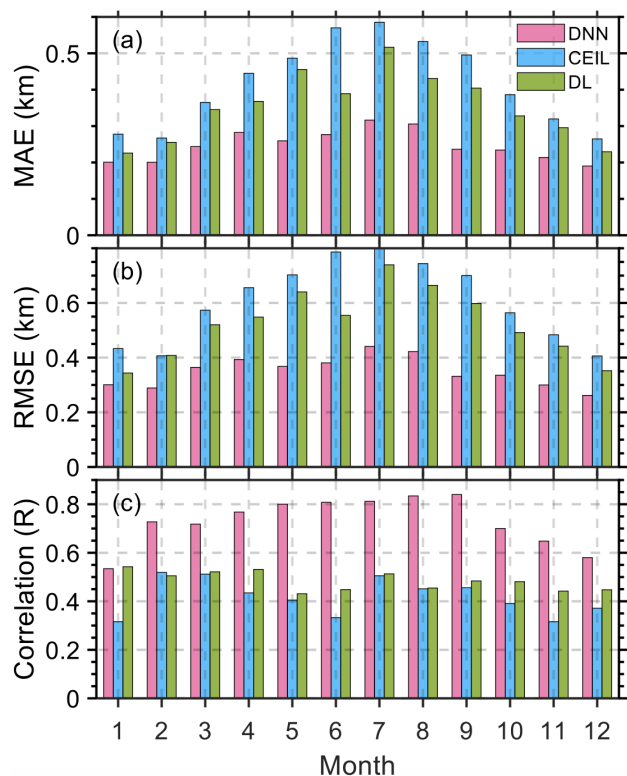 (a)
DNN
CEIL
DL
MAE (km)
0.5
0
(b)
RMSE (km)
0.6
0.4
0.2
0
(c)
Correlation (R)
0.8
0.6
0.4
0.2
0
1 2 3 4 5 6 7 8 9 10 11 12
Month